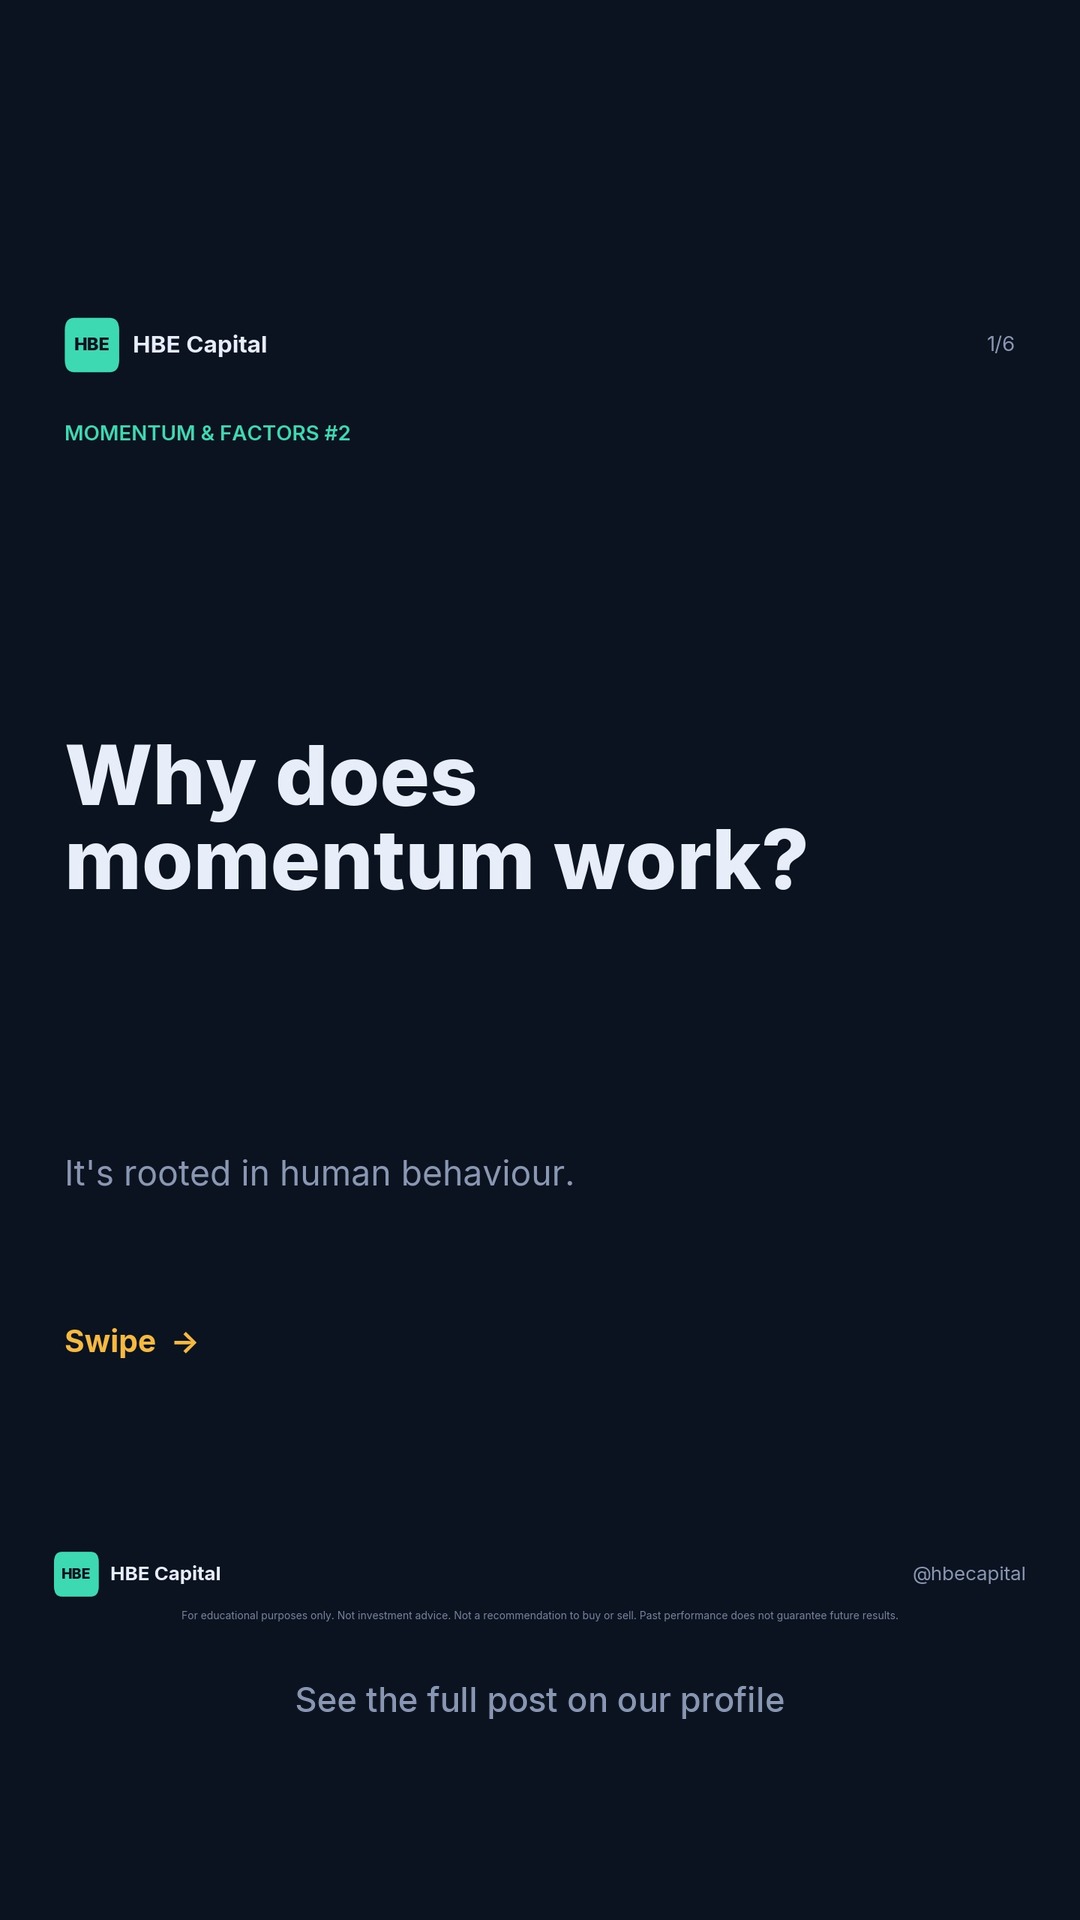 HBE HBE Capital 1/6
MOMENTUM & FACTORS #2
Why does
momentum work?
It's rooted in human behaviour.
Swipe →
HBE HBE Capital @hbecapital
For educational purposes only. Not investment advice. Not a recommendation to buy or sell. Past performance does not guarantee future results.
See the full post on our profile